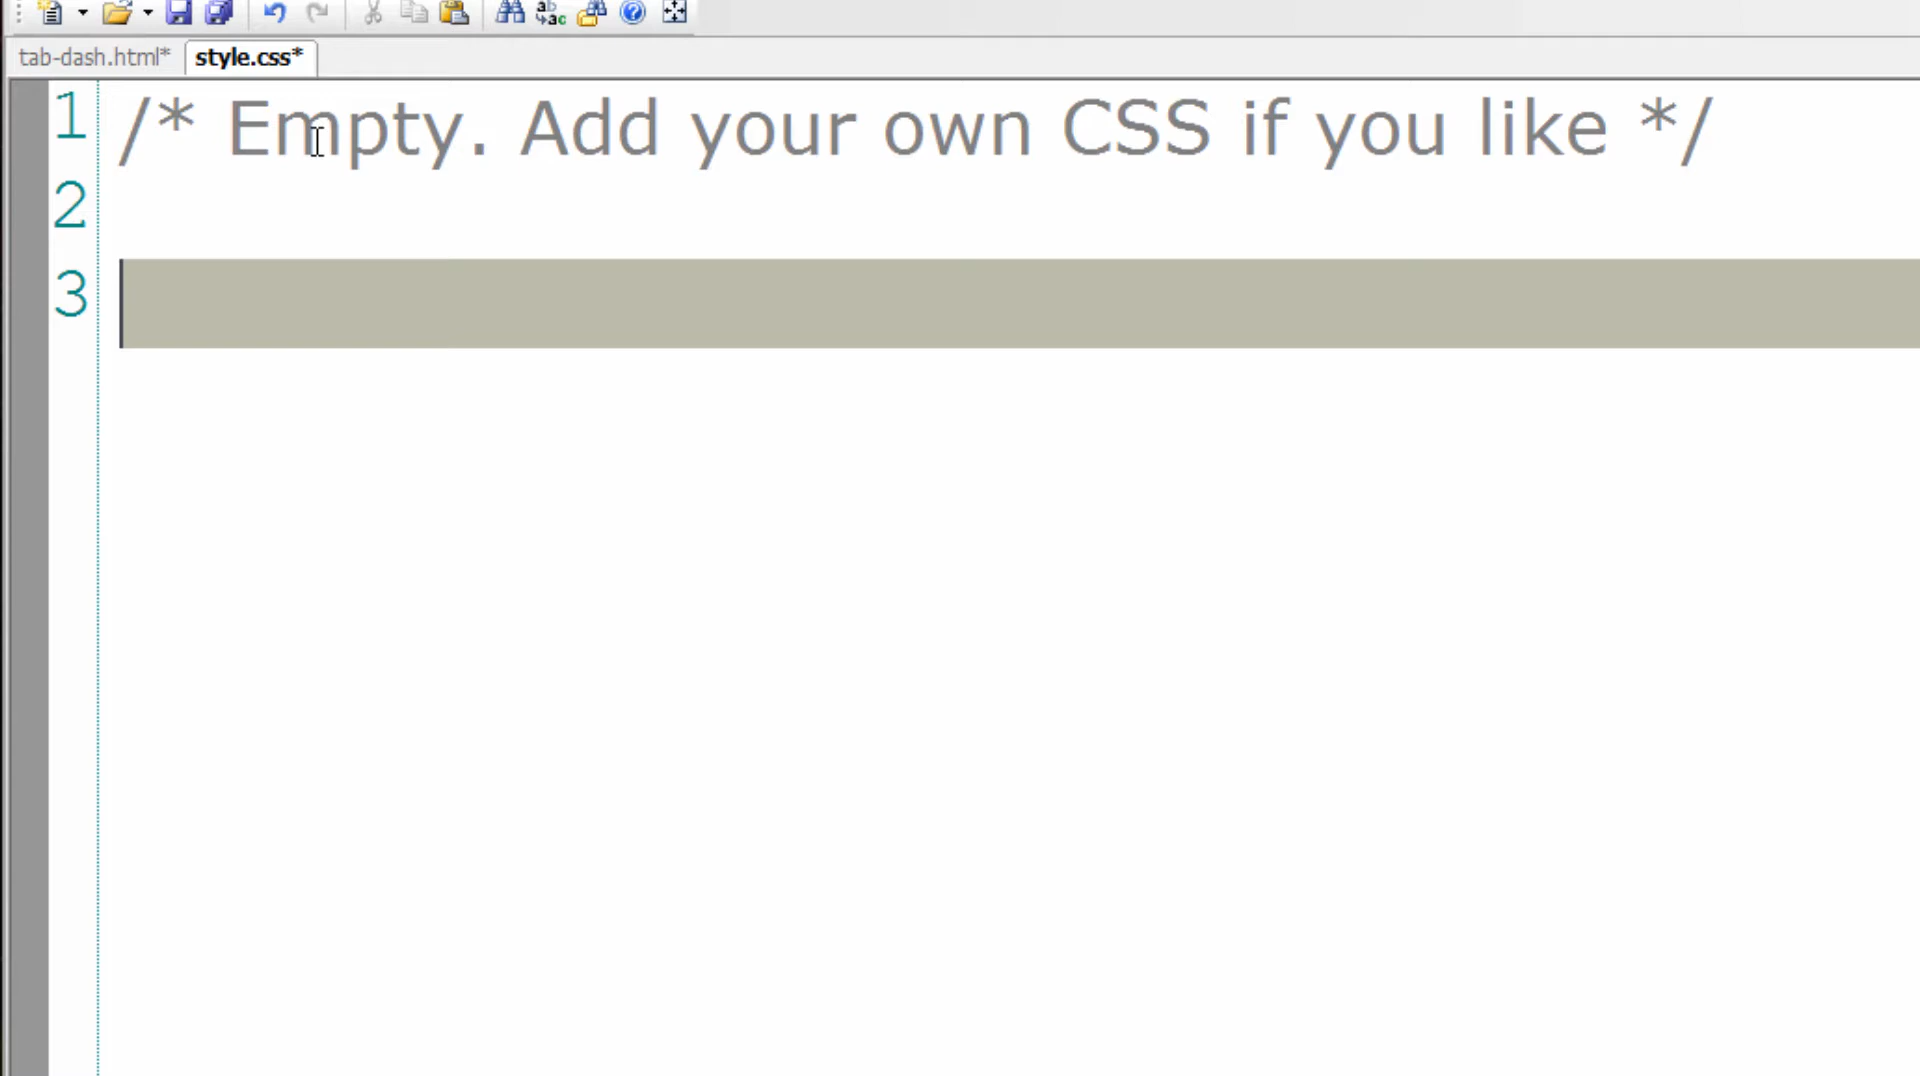 tab-dash.html* style.css*
1 /* Empty. Add your own CSS if you like */
2
3